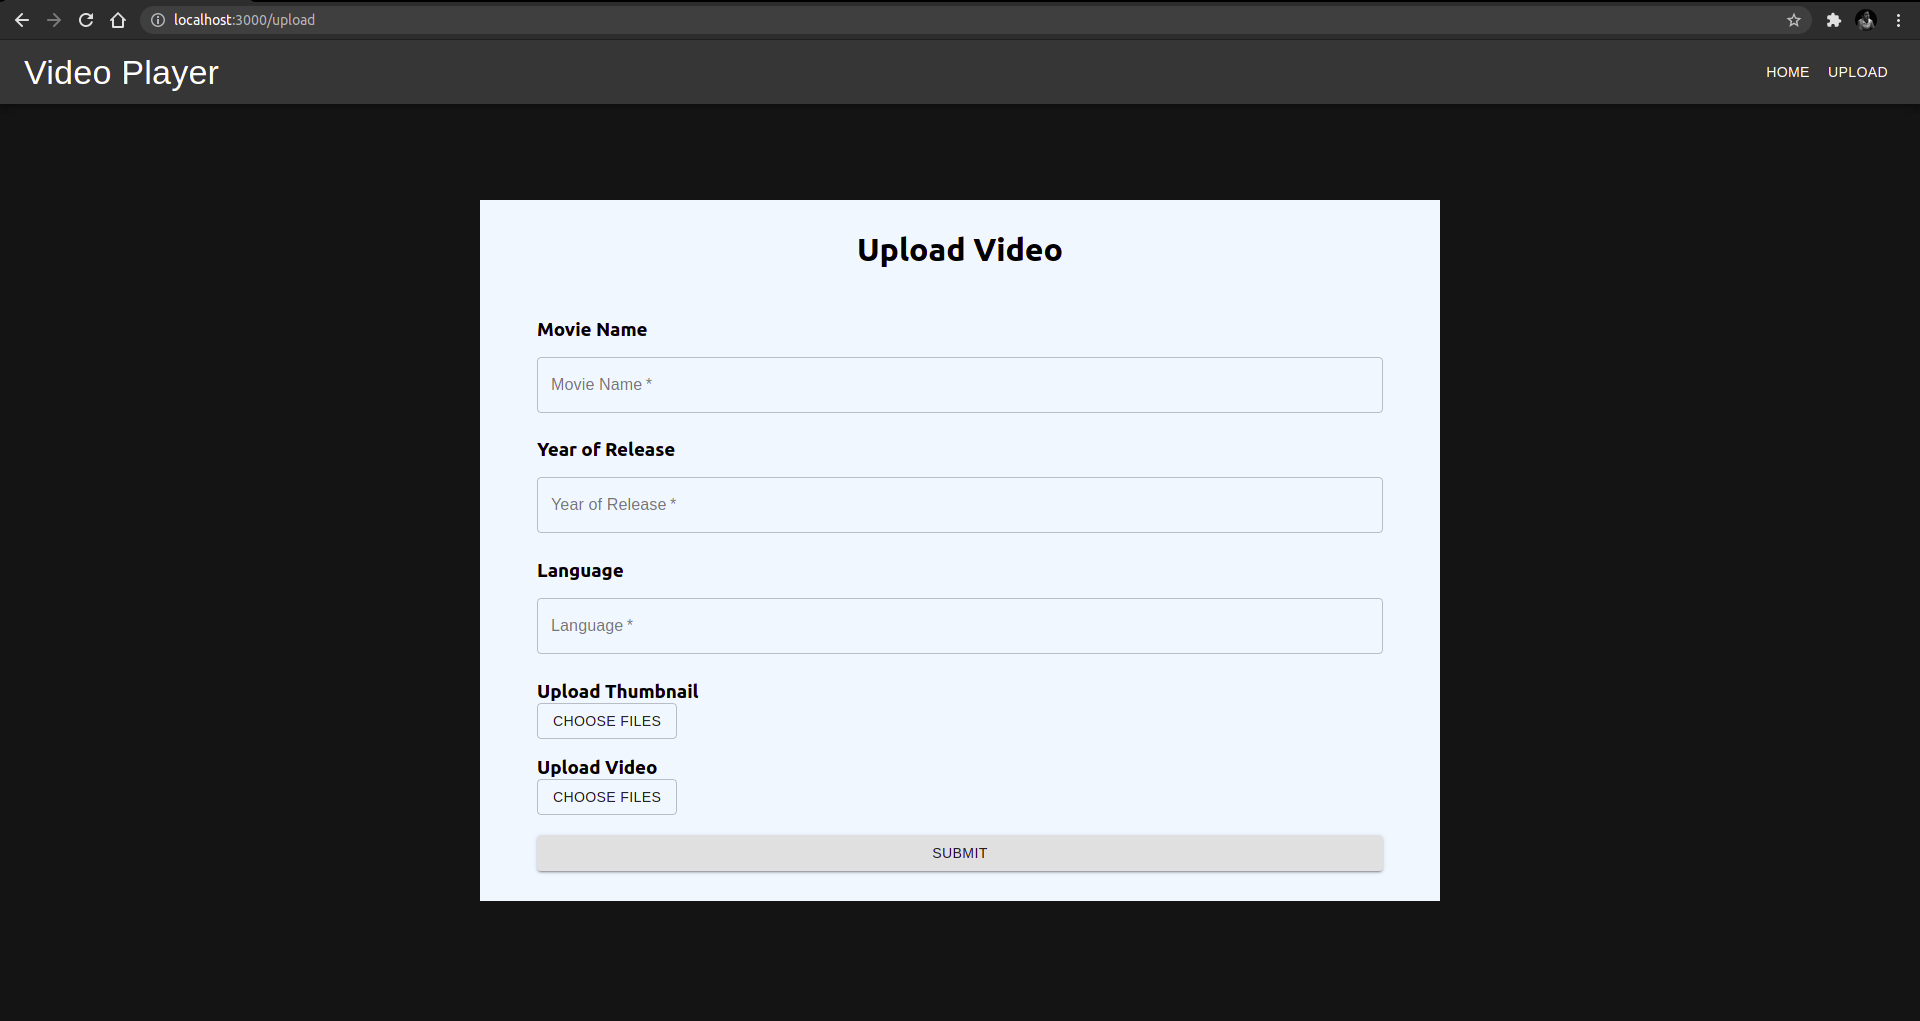 localhost:3000/upload
Video Player
HOME UPLOAD
Upload Video
Movie Name
Movie Name *
Year of Release
Year of Release *
Language
Language *
Upload Thumbnail
CHOOSE FILES
Upload Video
CHOOSE FILES
SUBMIT